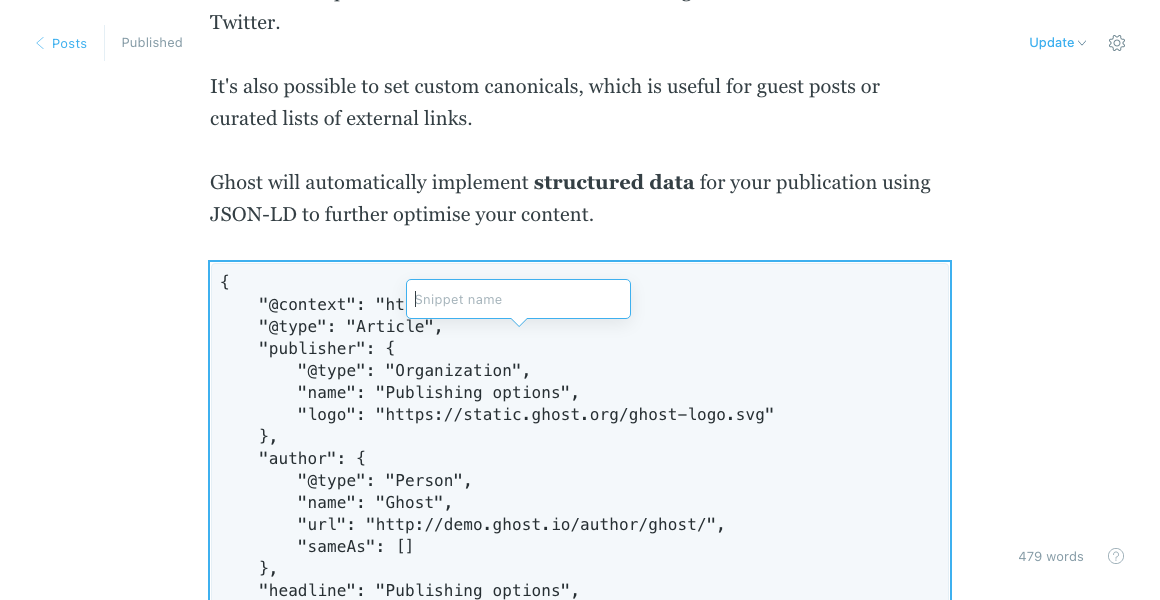 Twitter.
Posts
Published
Update
It's also possible to set custom canonicals, which is useful for guest posts or
curated lists of external links.
Ghost will automatically implement structured data for your publication using
JSON-LD to further optimise your content.
{
"@context": "ht
Snippet name
"@type": "Article",
"publisher": {
"@type": "Organization",
"name": "Publishing options",
"logo": "https://static.ghost.org/ghost-logo.svg"
},
"author": {
"@type": "Person",
"name": "Ghost",
"url": "http://demo.ghost.io/author/ghost/",
"sameAs": []
},
"headline": "Publishing options",
479 words
?